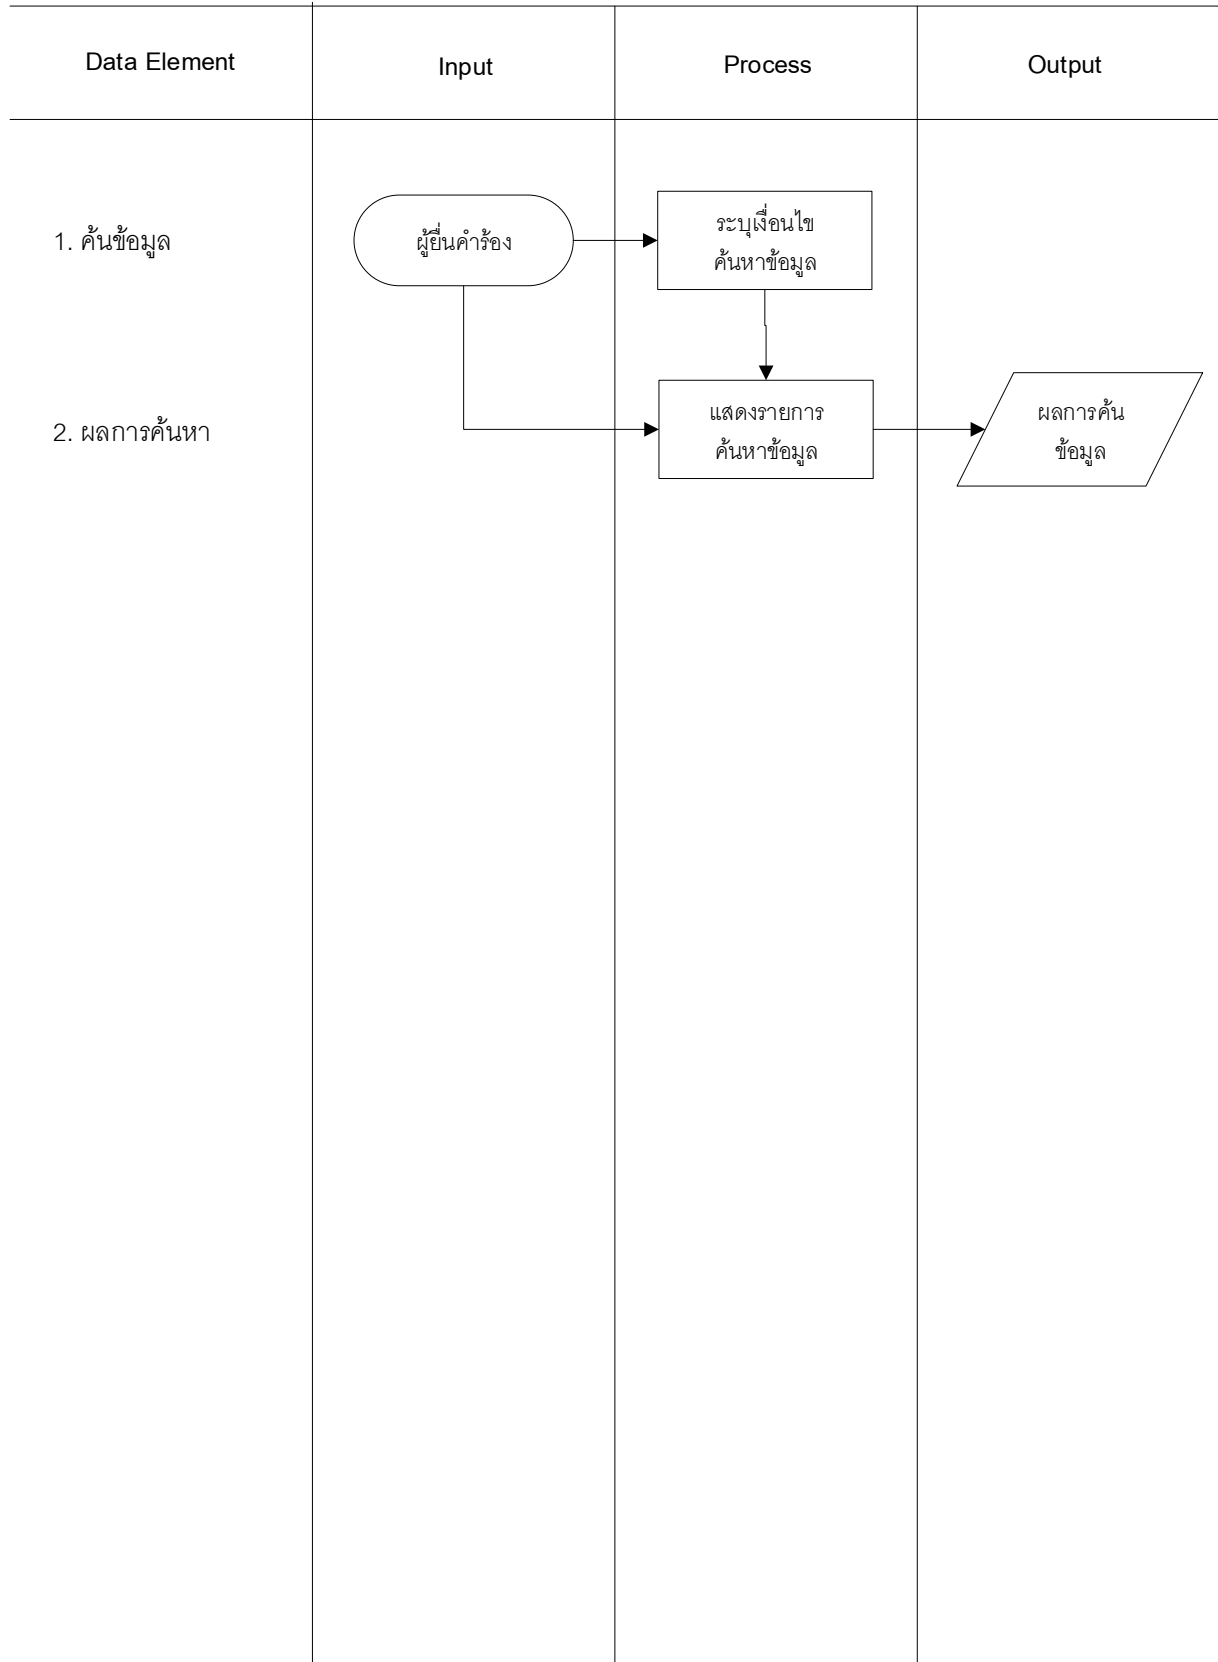 Data Element
Input
Process
Output
1. ค้นข้อมูล
ผู้ยื่นคำร้อง
ระบุเงื่อนไข
ค้นหาข้อมูล
2. ผลการค้นหา
แสดงรายการ
ค้นหาข้อมูล
ผลการค้น
ข้อมูล